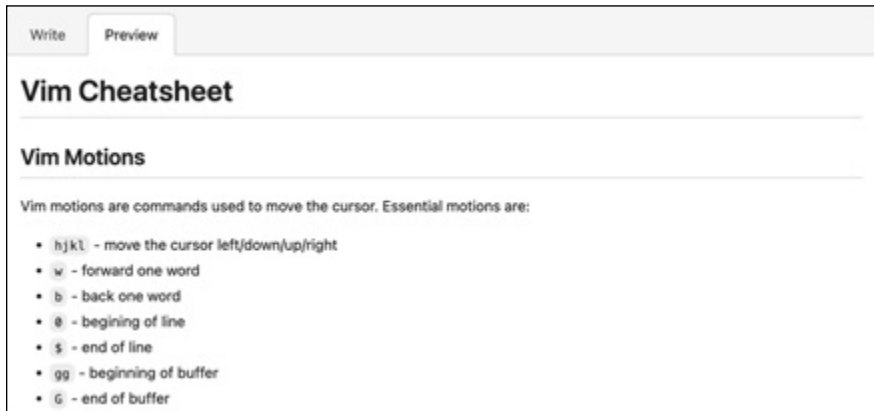 Write Preview
Vim Cheatsheet
Vim Motions
Vim motions are commands used to move the cursor. Essential motions are:
• hjkl - move the cursor left/down/up/right
• w - forward one word
• b - back one word
• 0 - begining of line
• $ - end of line
• gg - beginning of buffer
• G - end of buffer